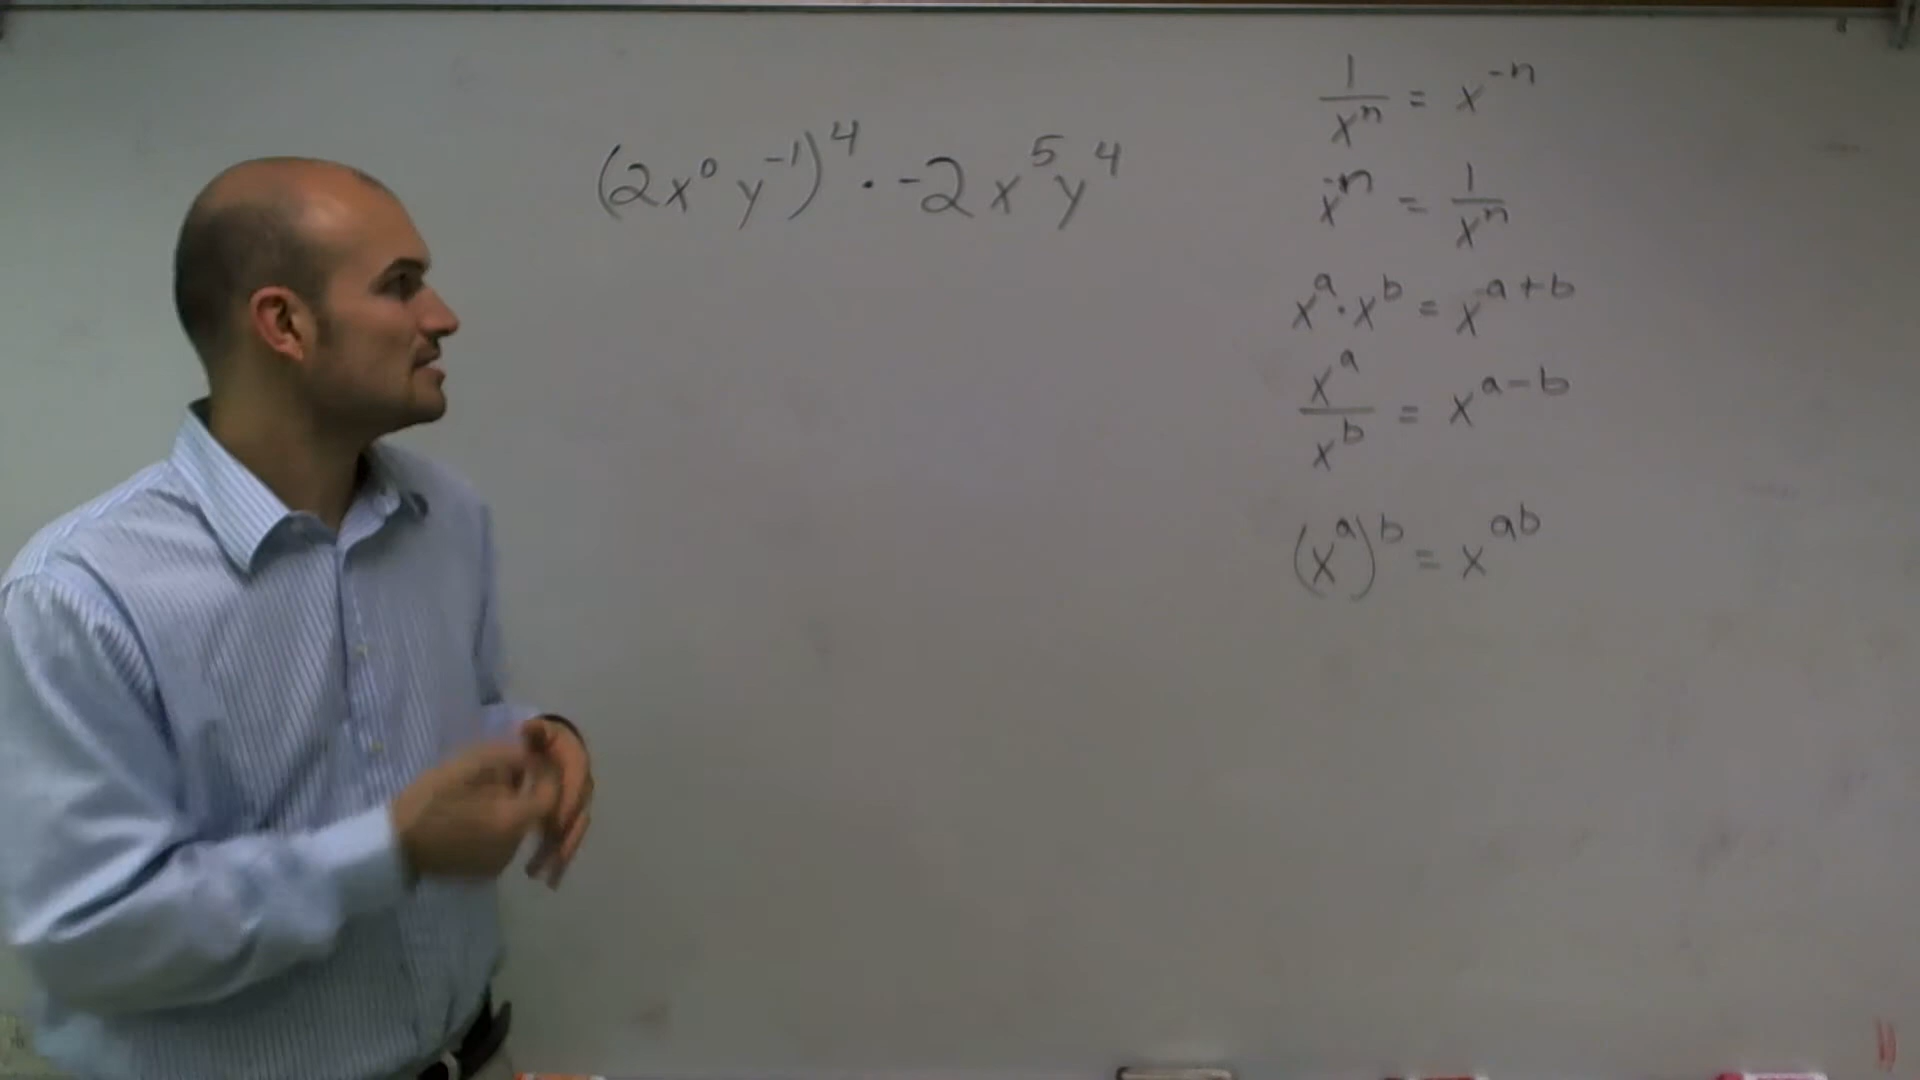 (2x⁰y⁻¹)⁴ · -2x⁵y⁴
1/xⁿ = x⁻ⁿ
x⁻ⁿ = 1/xⁿ
xᵃ · xᵇ = xᵃ⁺ᵇ
xᵃ/xᵇ = xᵃ⁻ᵇ
(xᵃ)ᵇ = xᵃᵇ